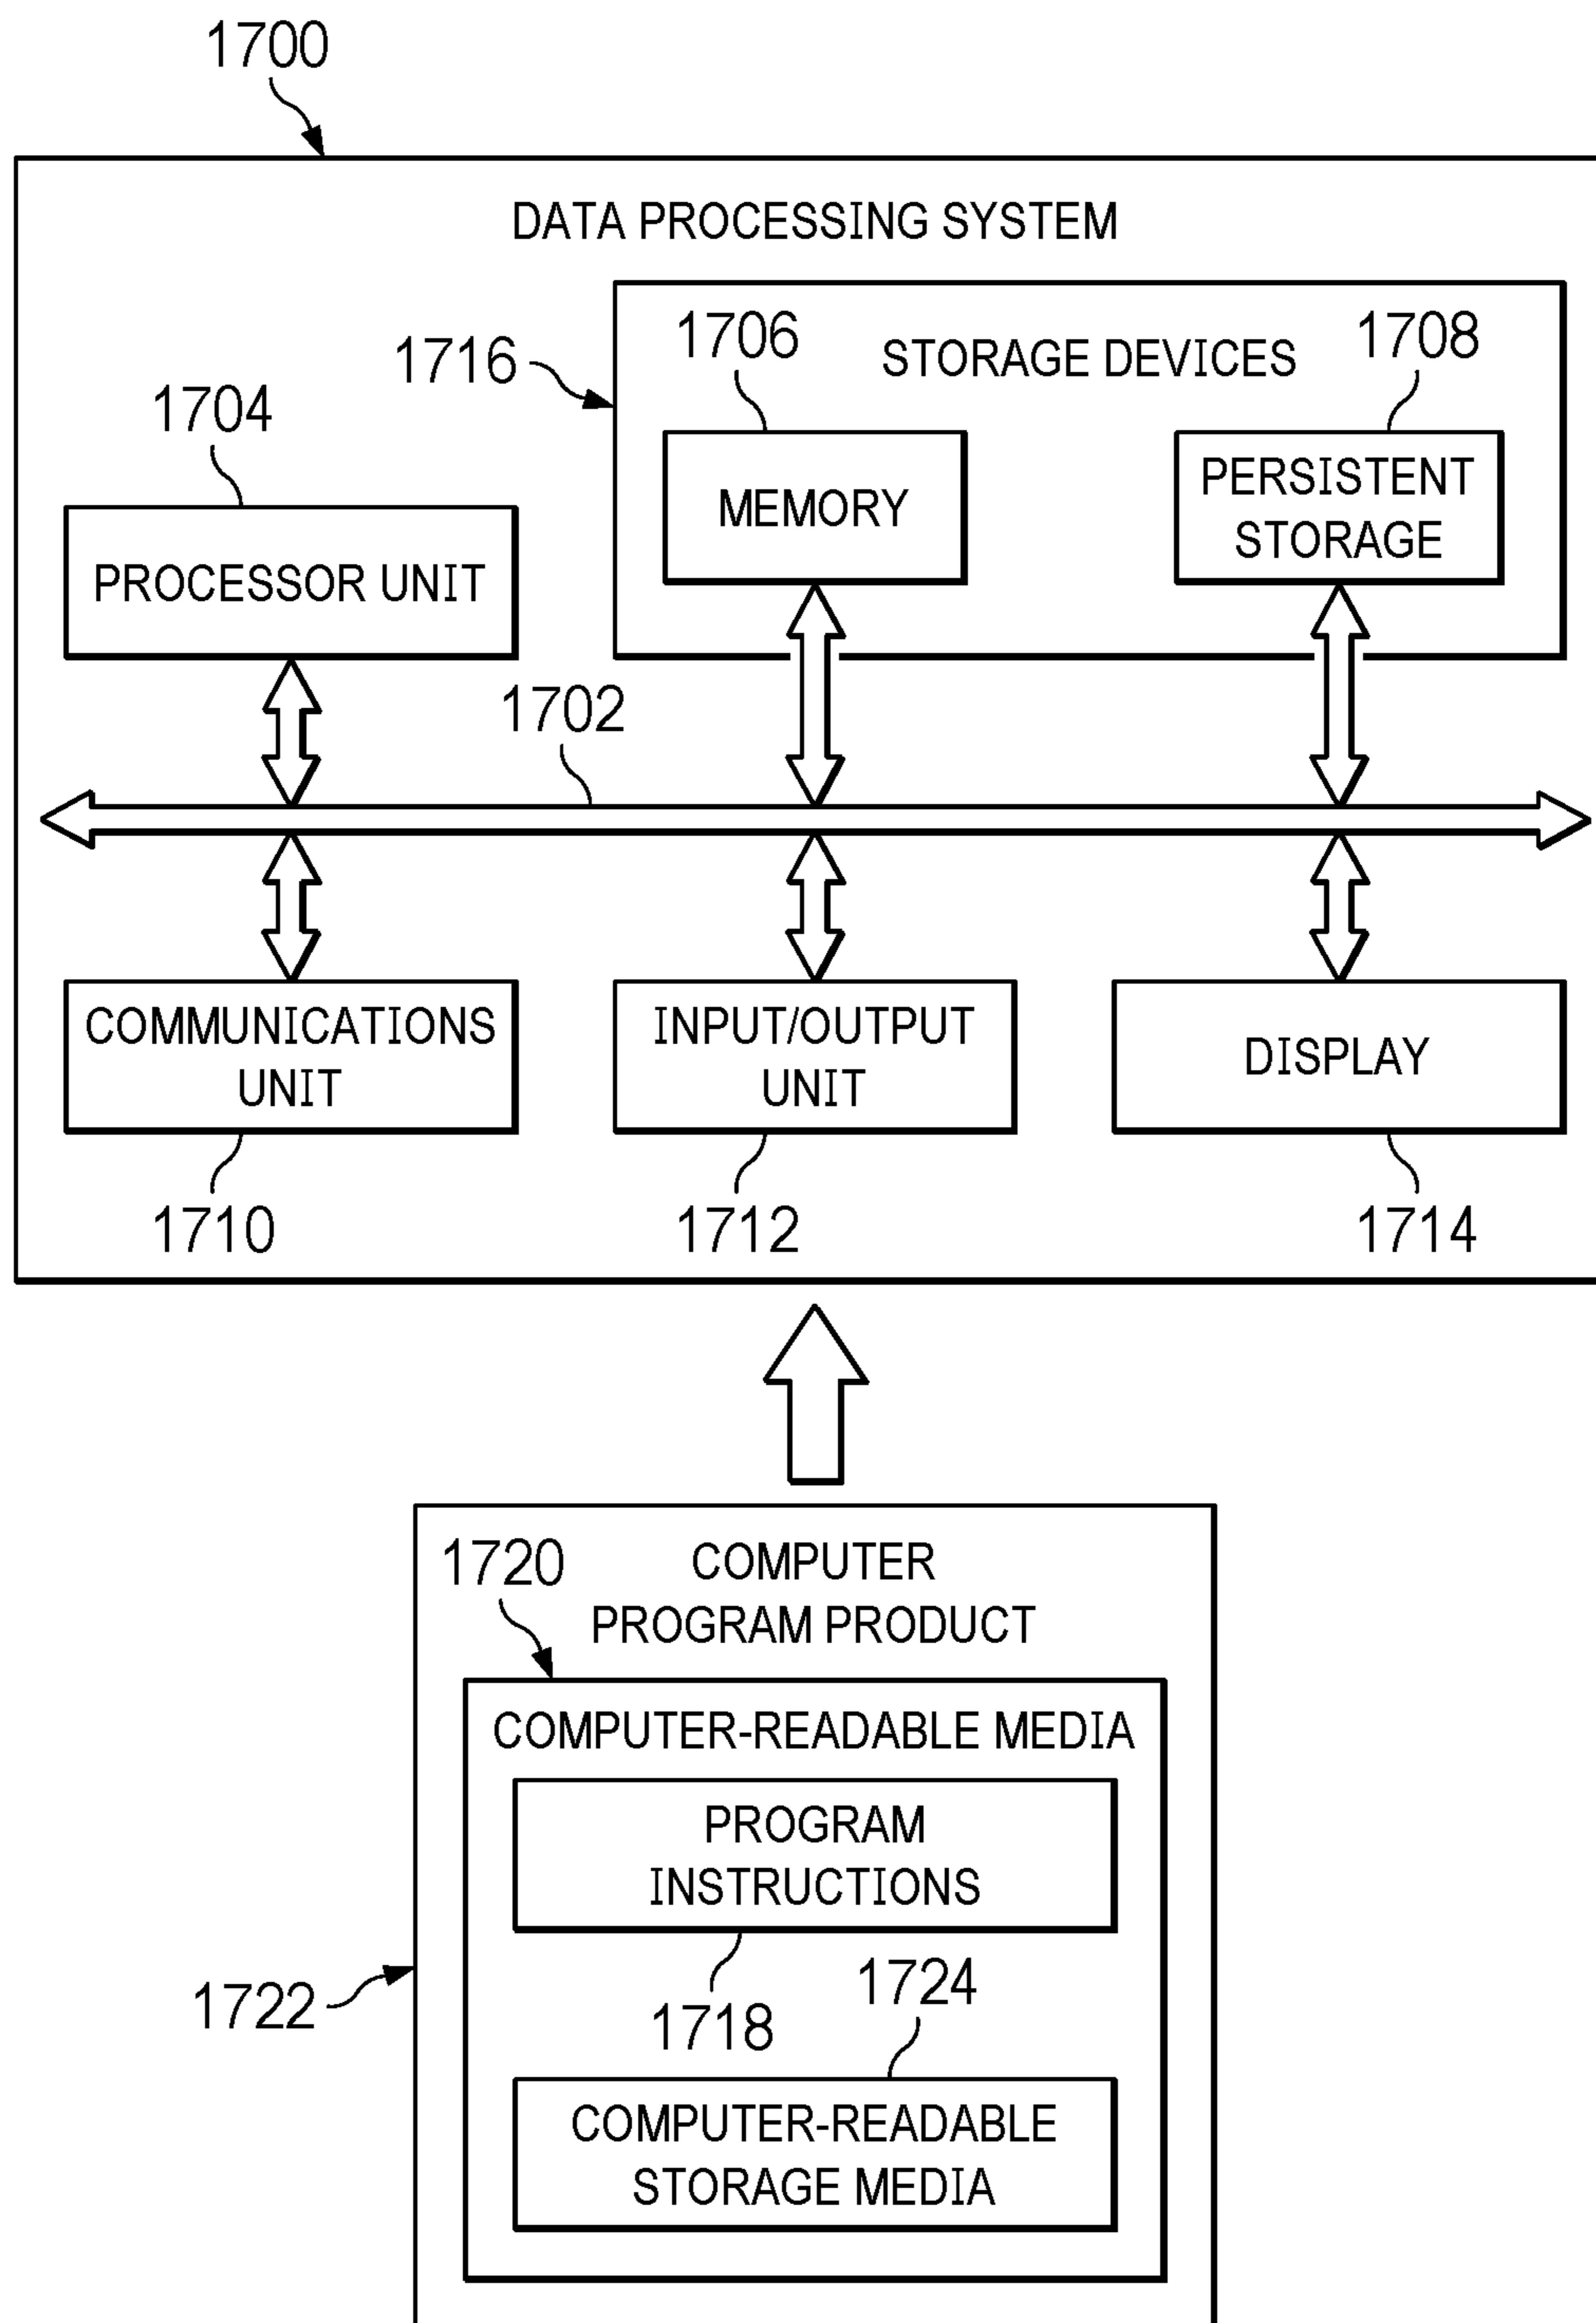 1700
DATA PROCESSING SYSTEM
1706
1708
1716
STORAGE DEVICES
1704
MEMORY
PERSISTENT
STORAGE
PROCESSOR UNIT
1702
COMMUNICATIONS
UNIT
INPUT/OUTPUT
UNIT
DISPLAY
1710
1712
1714
1720
COMPUTER
PROGRAM PRODUCT
COMPUTER-READABLE MEDIA
PROGRAM
INSTRUCTIONS
1722
1718
1724
COMPUTER-READABLE
STORAGE MEDIA